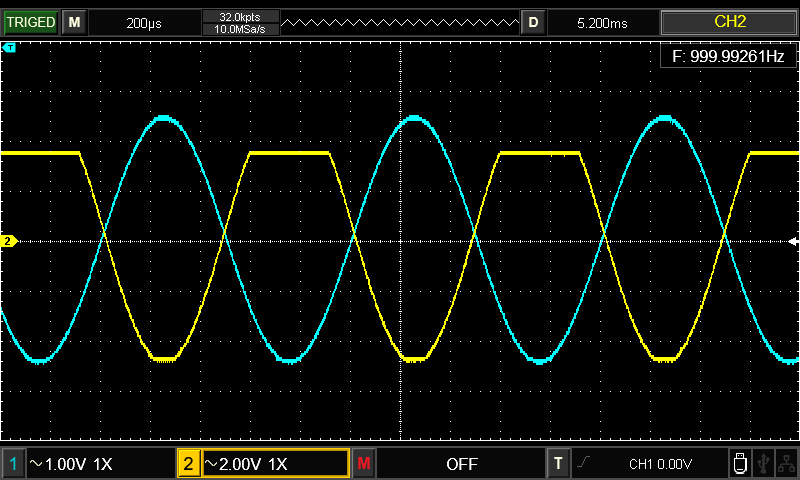 TRIGED M 200μs 32.0kpts D 5.200ms CH2
10.0MSa/s
T
F: 999.99261Hz
2
1 ~1.00V 1X 2 ~2.00V 1X M OFF T CH1 0.00V